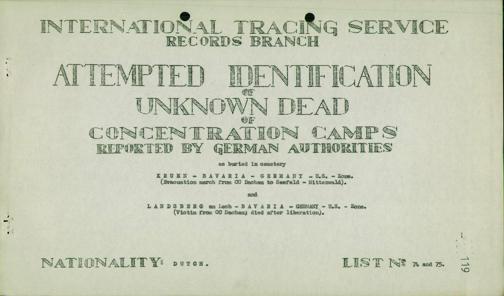 INTERNATIONAL TRACING SERVICE
RECORDS BRANCH
ATTEMPTED IDENTIFICATION
OF
UNKNOWN DEAD
OF
CONCENTRATION CAMPS
REPORTED BY GERMAN AUTHORITIES
as buried in cemetery
KRUEN - BAVARIA - GERMANY - U.S. - Zone.
(Evacuation march from CC Dachau to Seefeld - Mittenwald).
and
LANDSBERG am Lech - BAVARIA - GERMANY - U.S. - Zone.
(Victim from CC Dachau; died after liberation).
NATIONALITY: DUTCH.
LIST Nº 74 and 75.
119